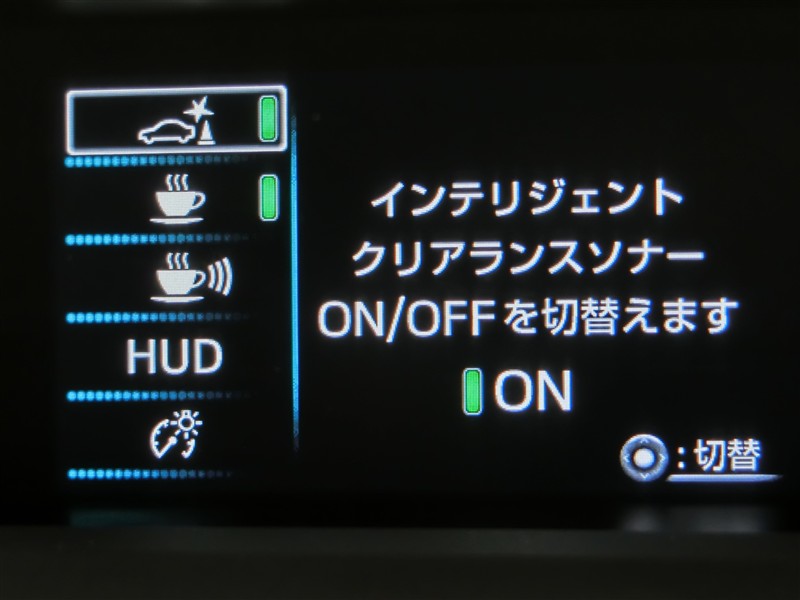 HUD
インテリジェント
クリアランスソナー
ON/OFFを切替えます
ON
:切替